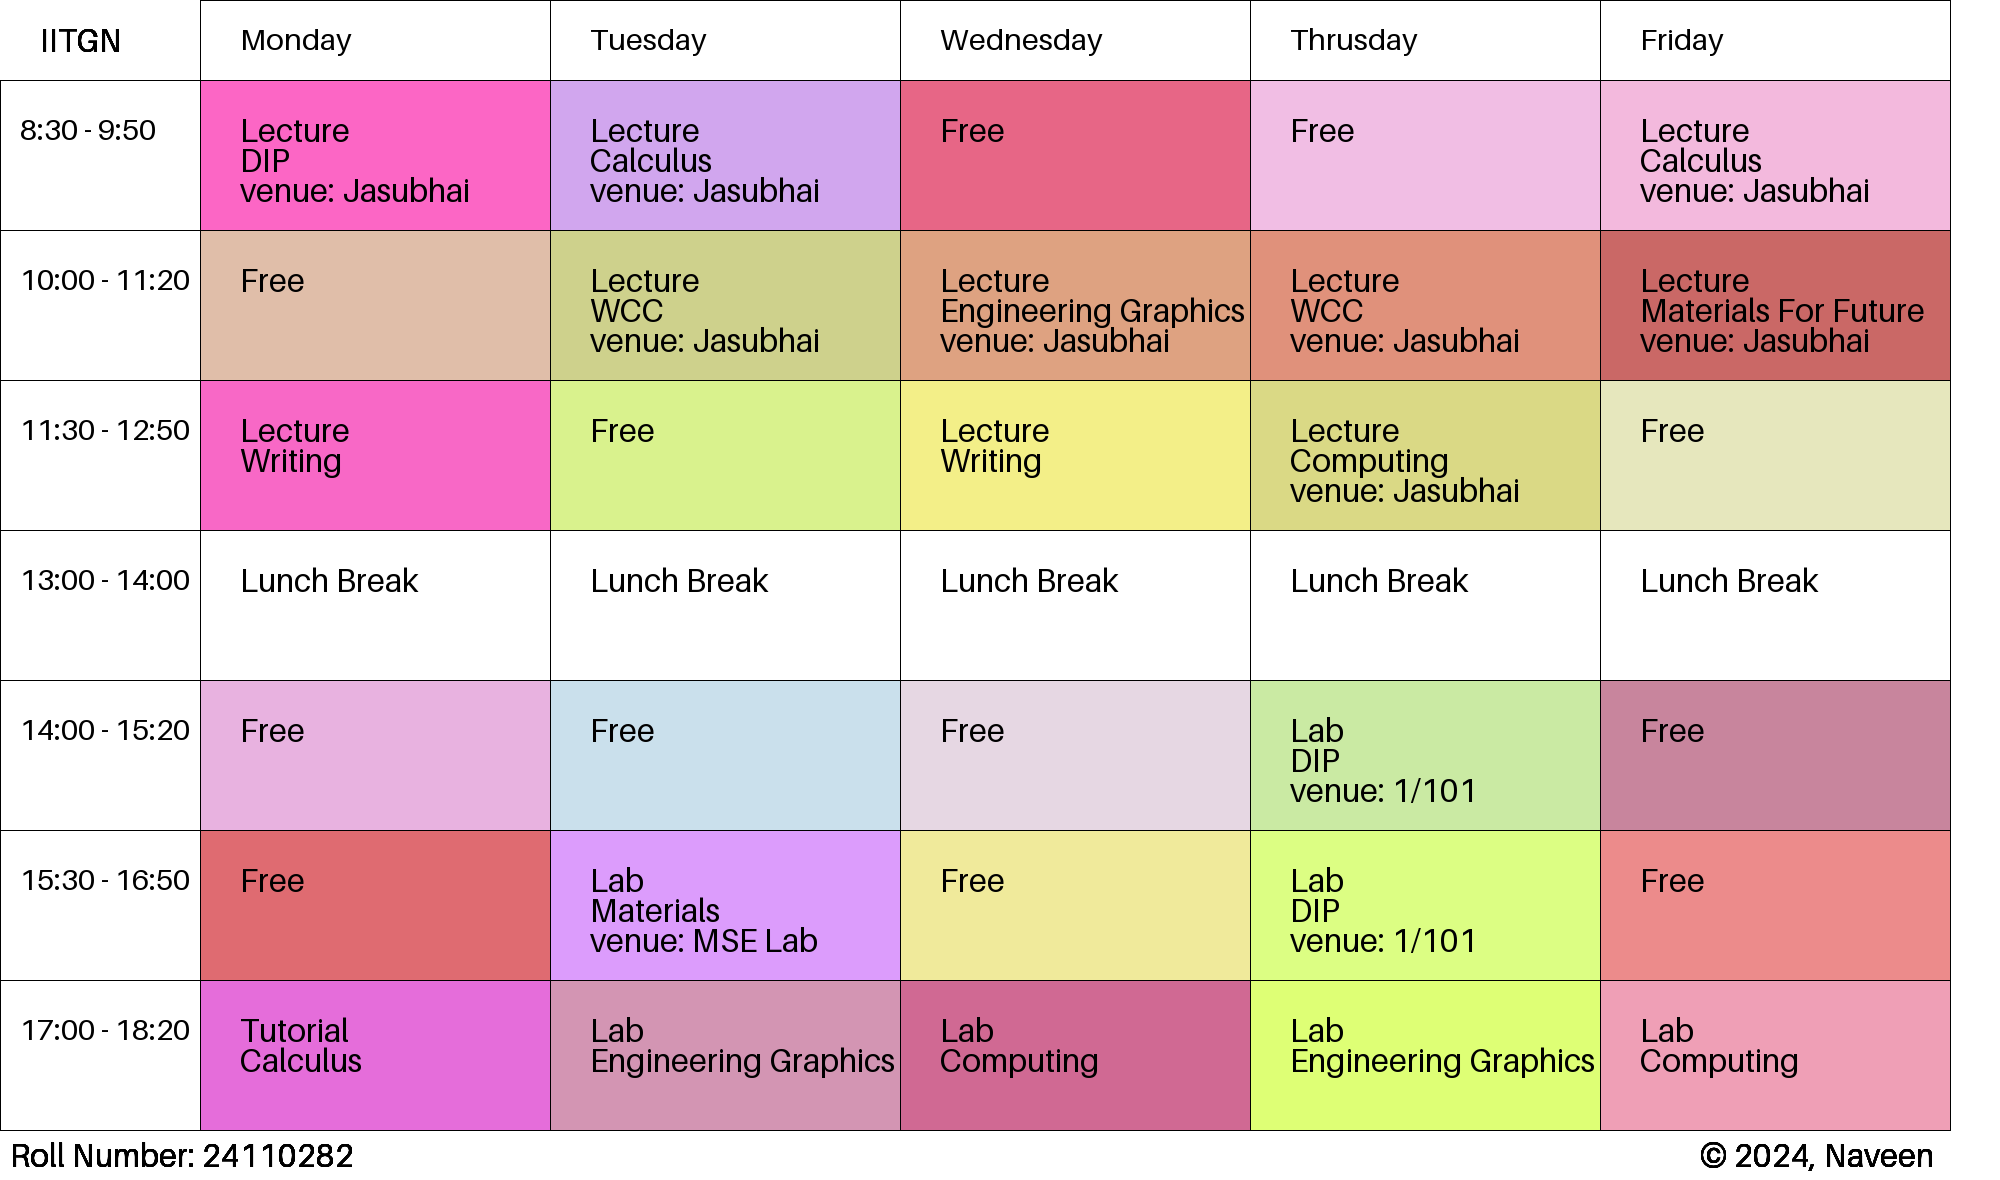 IITGN
Monday
Tuesday
Wednesday
Thrusday
Friday
8:30 - 9:50
Lecture
DIP
venue: Jasubhai
Lecture
Calculus
venue: Jasubhai
Free
Free
Lecture
Calculus
venue: Jasubhai
10:00 - 11:20
Free
Lecture
WCC
venue: Jasubhai
Lecture
Engineering Graphics
venue: Jasubhai
Lecture
WCC
venue: Jasubhai
Lecture
Materials For Future
venue: Jasubhai
11:30 - 12:50
Lecture
Writing
Free
Lecture
Writing
Lecture
Computing
venue: Jasubhai
Free
13:00 - 14:00
Lunch Break
Lunch Break
Lunch Break
Lunch Break
Lunch Break
14:00 - 15:20
Free
Free
Free
Lab
DIP
venue: 1/101
Free
15:30 - 16:50
Free
Lab
Materials
venue: MSE Lab
Free
Lab
DIP
venue: 1/101
Free
17:00 - 18:20
Tutorial
Calculus
Lab
Engineering Graphics
Lab
Computing
Lab
Engineering Graphics
Lab
Computing
Roll Number: 24110282
© 2024, Naveen